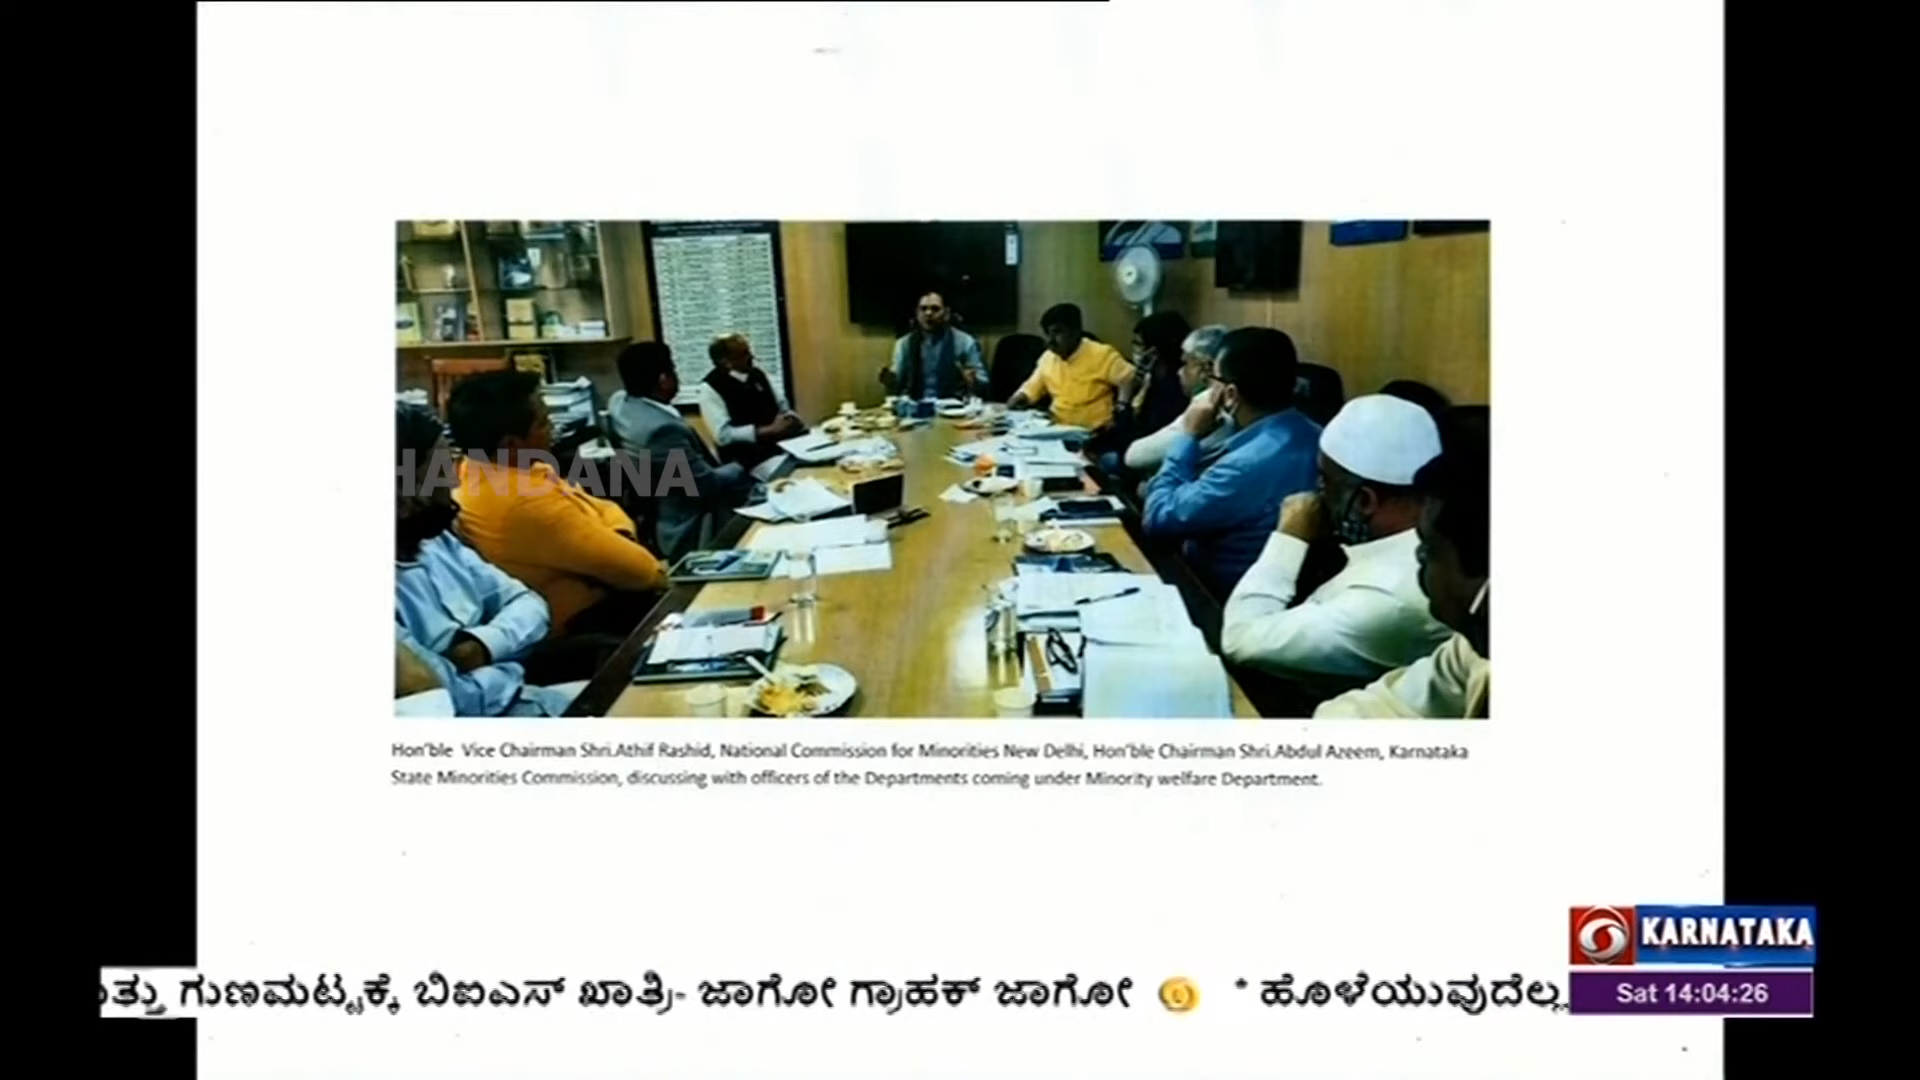 HANDANA
Hon'ble Vice Chairman Shri.Athif Rashid, National Commission for Minorities New Delhi, Hon'ble Chairman Shri.Abdul Azeem, Karnataka
State Minorities Commission, discussing with officers of the Departments coming under Minority welfare Department.
KARNATAKA
ಗುಣಮಟ್ಟಕ್ಕೆ ಬಿಐಎಸ್ ಖಾತ್ರಿ- ಜಾಗೋ ಗ್ರಾಹಕ್ ಜಾಗೋ * ಹೊಳೆಯುವುದೆಲ್ಲ
Sat 14:04:26